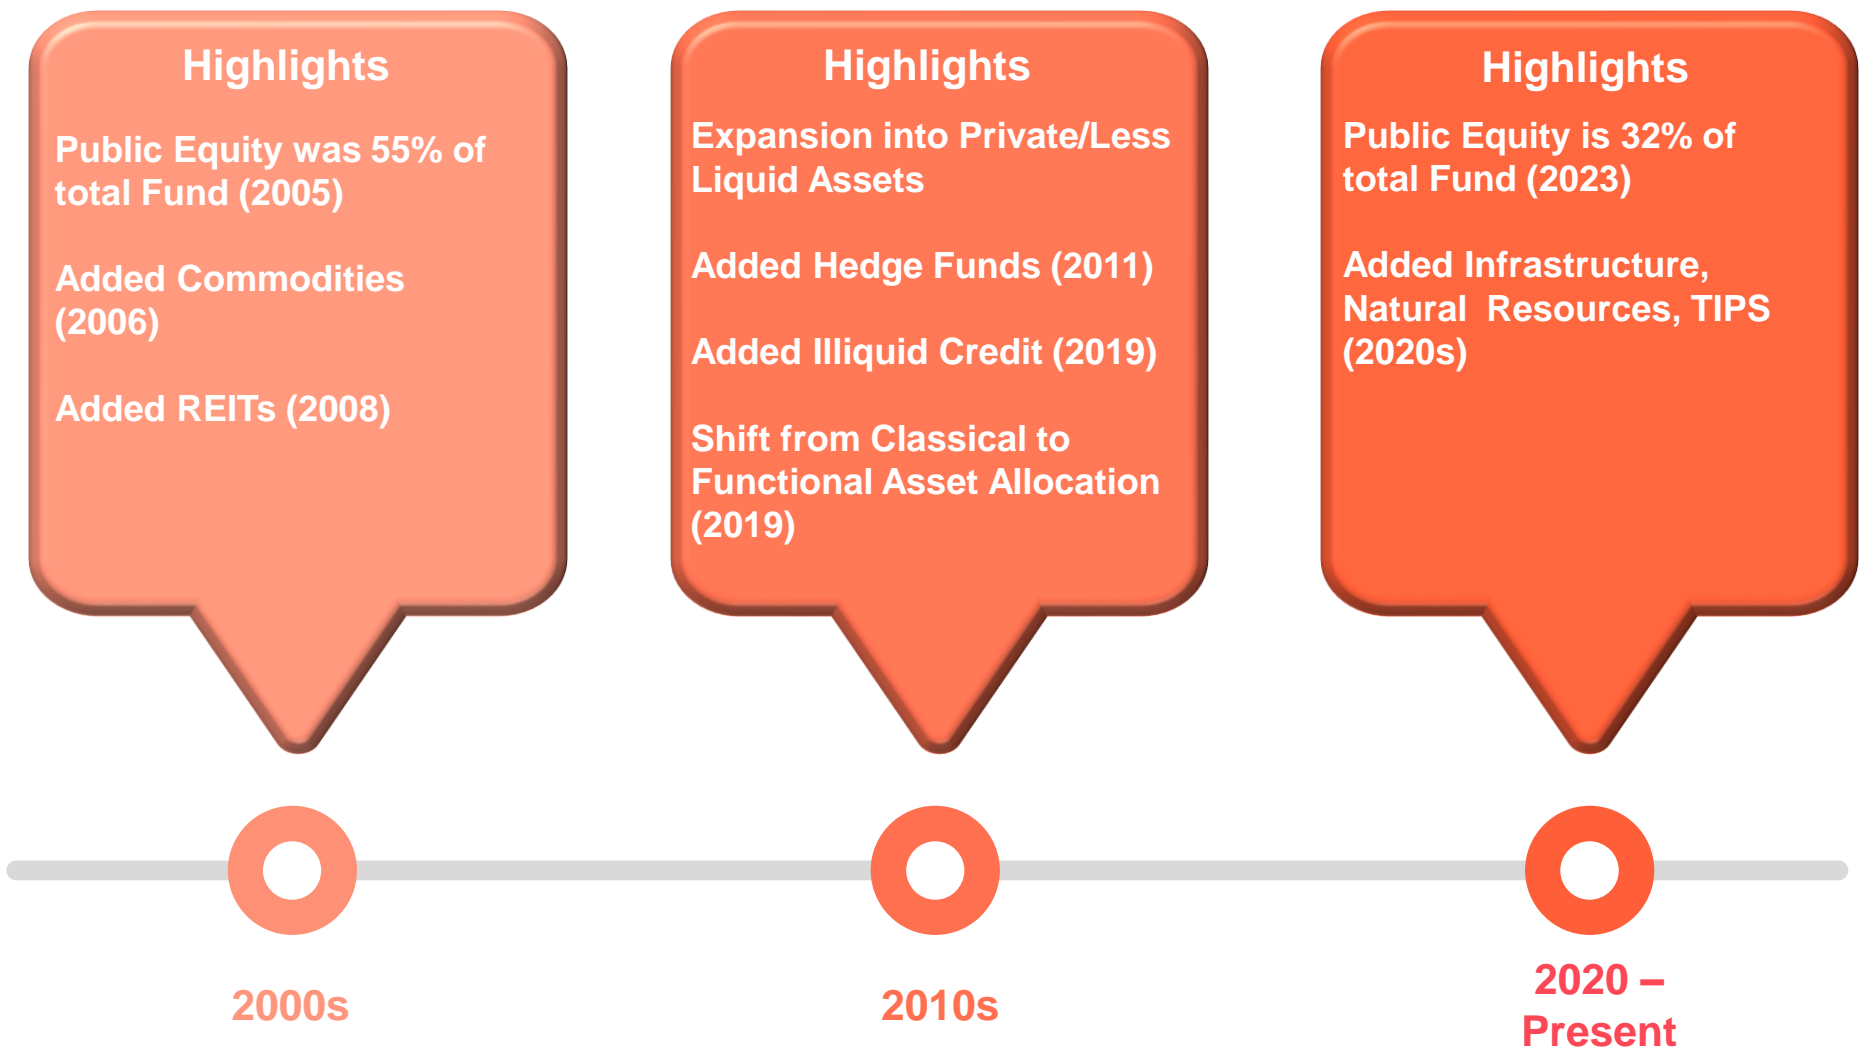 Highlights
Public Equity was 55% of
total Fund (2005)
Added Commodities
(2006)
Added REITs (2008)
Highlights
Expansion into Private/Less
Liquid Assets
Added Hedge Funds (2011)
Added Illiquid Credit (2019)
Shift from Classical to
Functional Asset Allocation
(2019)
Highlights
Public Equity is 32% of
total Fund (2023)
Added Infrastructure,
Natural  Resources, TIPS
(2020s)
2000s
2010s
2020 –
Present